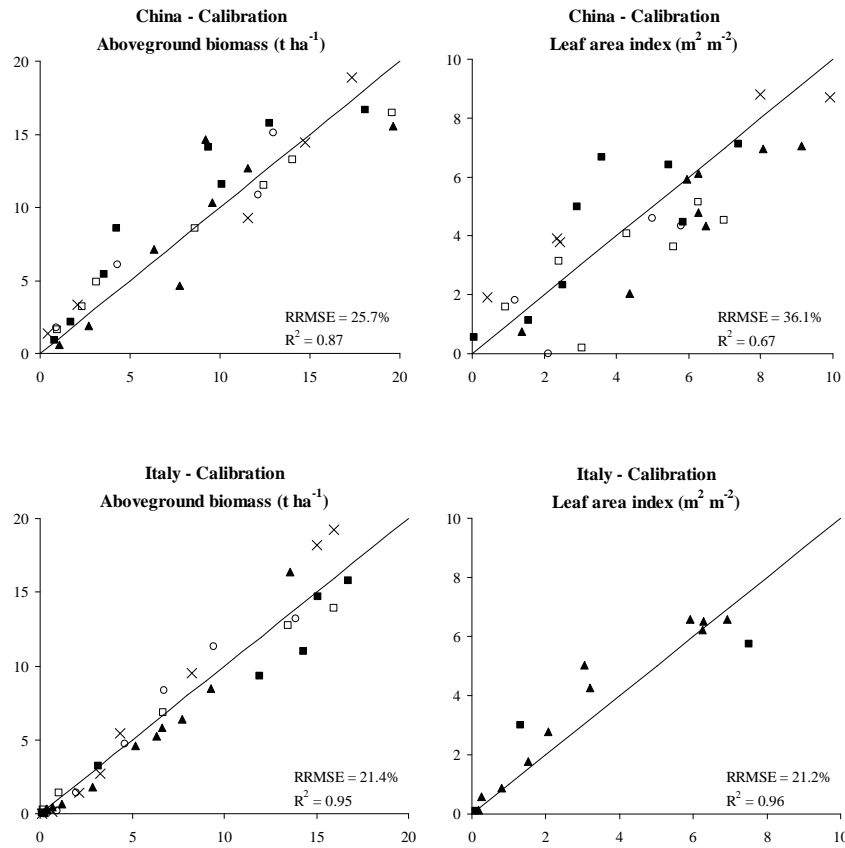 China - Calibration
Aboveground biomass (t ha⁻¹)
20
15
10
5
0
RRMSE = 25.7%
R² = 0.87
0 5 10 15 20
China - Calibration
Leaf area index (m² m⁻²)
10
8
6
4
2
0
RRMSE = 36.1%
R² = 0.67
0 2 4 6 8 10
Italy - Calibration
Aboveground biomass (t ha⁻¹)
20
15
10
5
0
RRMSE = 21.4%
R² = 0.95
0 5 10 15 20
Italy - Calibration
Leaf area index (m² m⁻²)
10
8
6
4
2
0
RRMSE = 21.2%
R² = 0.96
0 2 4 6 8 10